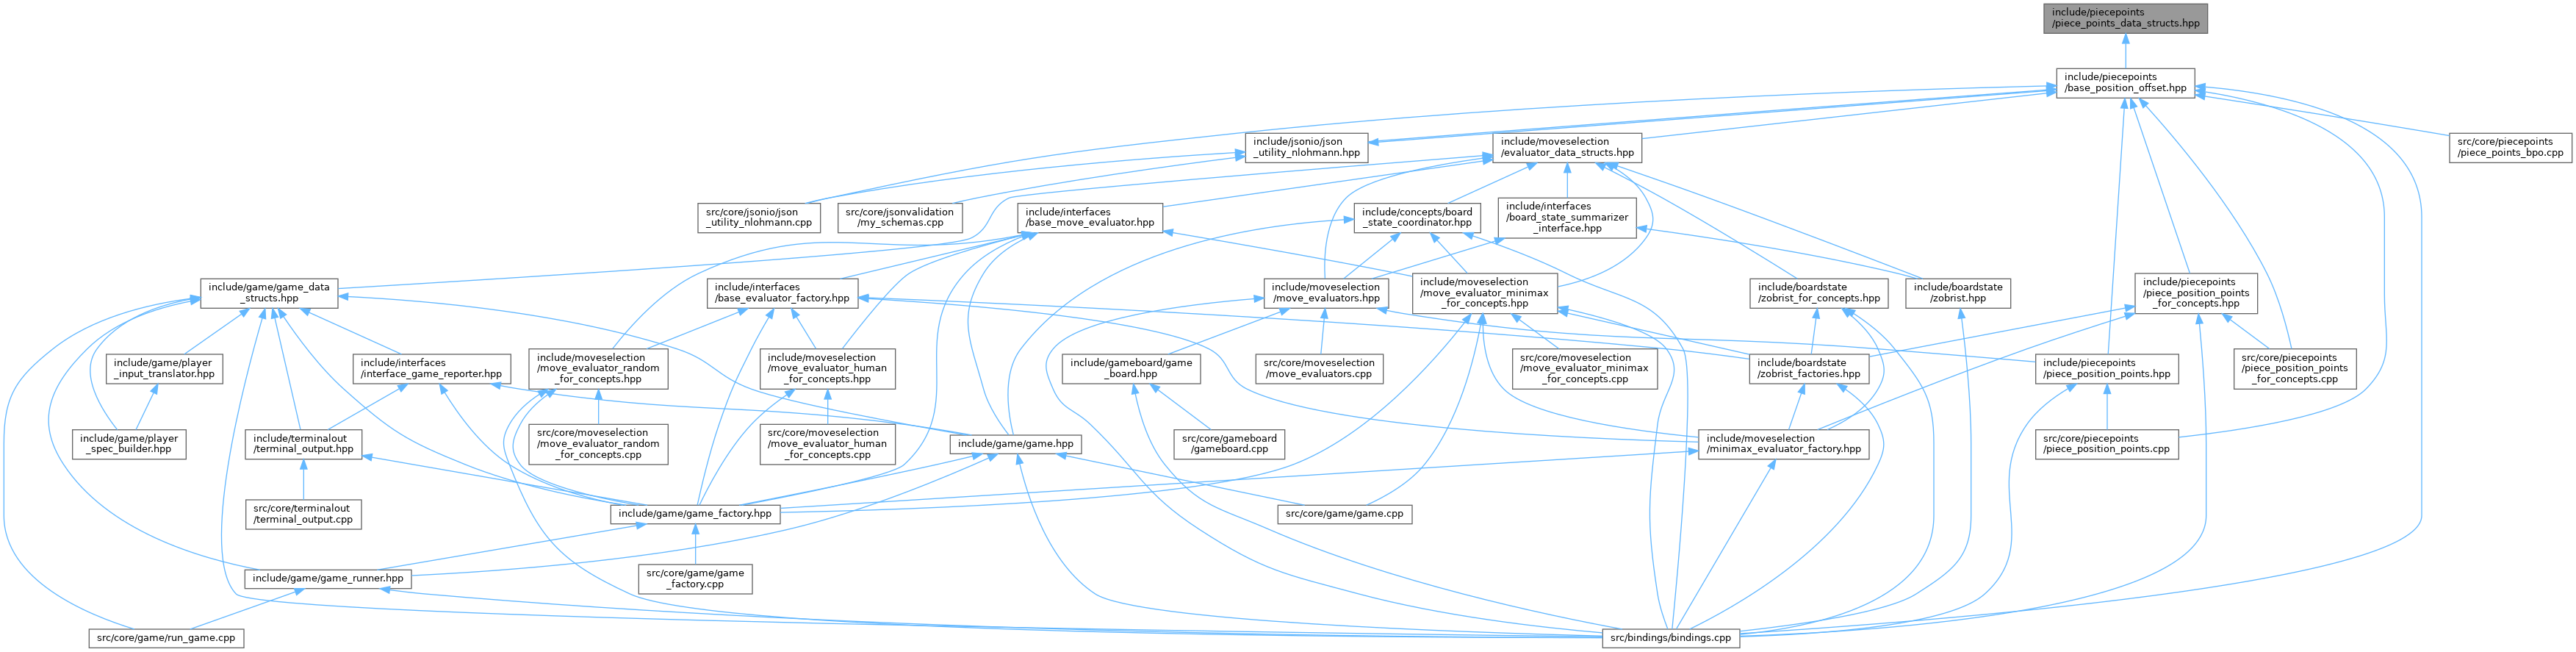 include/piecepoints
/piece_points_data_structs.hpp
include/piecepoints
/base_position_offset.hpp
include/jsonio/json
_utility_nlohmann.hpp
include/moveselection
/evaluator_data_structs.hpp
src/core/piecepoints
/piece_points_bpo.cpp
src/core/jsonio/json
_utility_nlohmann.cpp
src/core/jsonvalidation
/my_schemas.cpp
include/interfaces
/base_move_evaluator.hpp
include/concepts/board
_state_coordinator.hpp
include/interfaces
/board_state_summarizer
_interface.hpp
include/game/game_data
_structs.hpp
include/interfaces
/base_evaluator_factory.hpp
include/moveselection
/move_evaluators.hpp
include/moveselection
/move_evaluator_minimax
_for_concepts.hpp
include/boardstate
/zobrist_for_concepts.hpp
include/boardstate
/zobrist.hpp
include/piecepoints
/piece_position_points
_for_concepts.hpp
include/game/player
_input_translator.hpp
include/interfaces
/interface_game_reporter.hpp
include/moveselection
/move_evaluator_random
_for_concepts.hpp
include/moveselection
/move_evaluator_human
_for_concepts.hpp
include/gameboard/game
_board.hpp
src/core/moveselection
/move_evaluators.cpp
src/core/moveselection
/move_evaluator_minimax
_for_concepts.cpp
include/boardstate
/zobrist_factories.hpp
include/piecepoints
/piece_position_points.hpp
src/core/piecepoints
/piece_position_points
_for_concepts.cpp
include/game/player
_spec_builder.hpp
include/terminalout
/terminal_output.hpp
src/core/moveselection
/move_evaluator_random
_for_concepts.cpp
src/core/moveselection
/move_evaluator_human
_for_concepts.cpp
include/game/game.hpp
src/core/gameboard
/gameboard.cpp
include/moveselection
/minimax_evaluator_factory.hpp
src/core/piecepoints
/piece_position_points.cpp
src/core/terminalout
/terminal_output.cpp
include/game/game_factory.hpp
src/core/game/game.cpp
include/game/game_runner.hpp
src/core/game/game
_factory.cpp
src/core/game/run_game.cpp
src/bindings/bindings.cpp